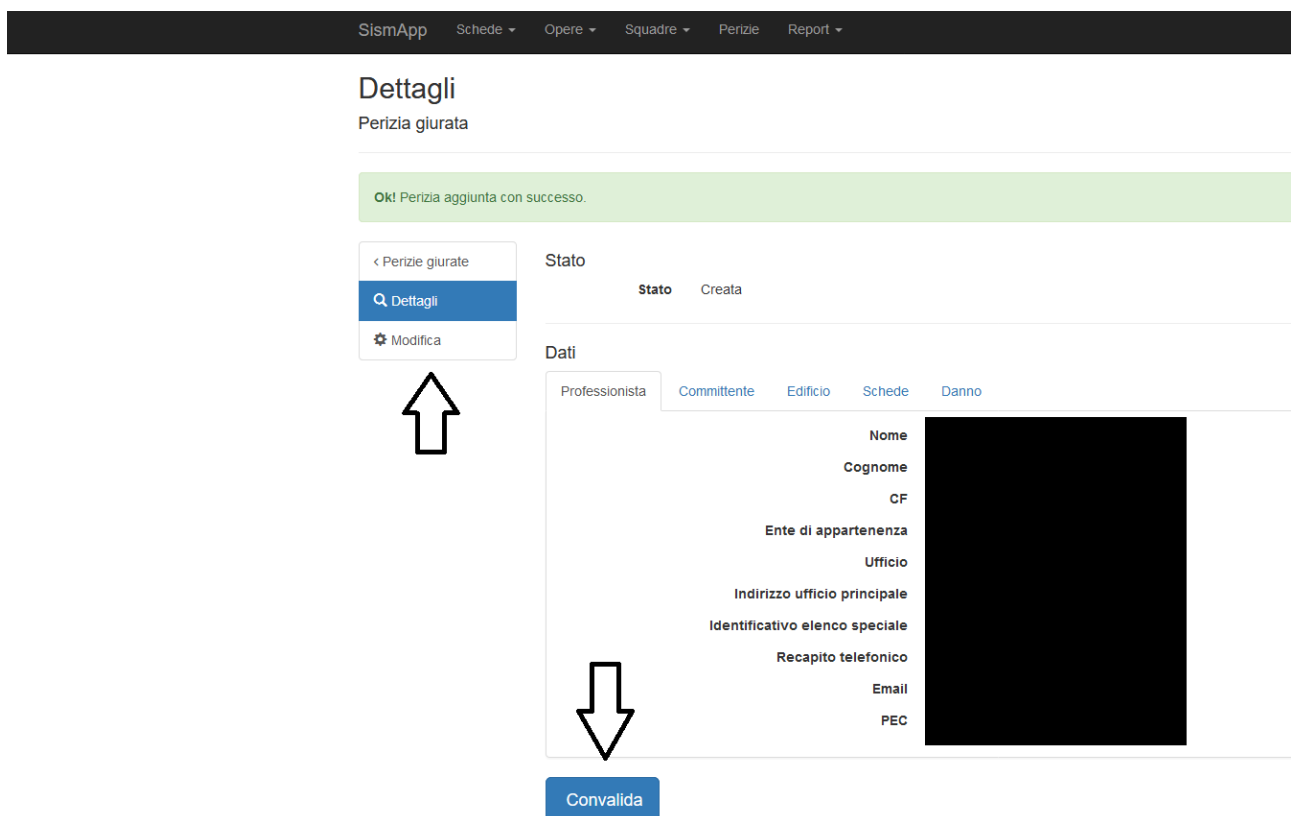 SismApp Schede Opere Squadre Perizie Report
Dettagli
Perizia giurata
Ok! Perizia aggiunta con successo.
‹ Perizie giurate
Dettagli
Modifica
Stato
Stato Creata
Dati
Professionista Committente Edificio Schede Danno
Nome
Cognome
CF
Ente di appartenenza
Ufficio
Indirizzo ufficio principale
Identificativo elenco speciale
Recapito telefonico
Email
PEC
Convalida